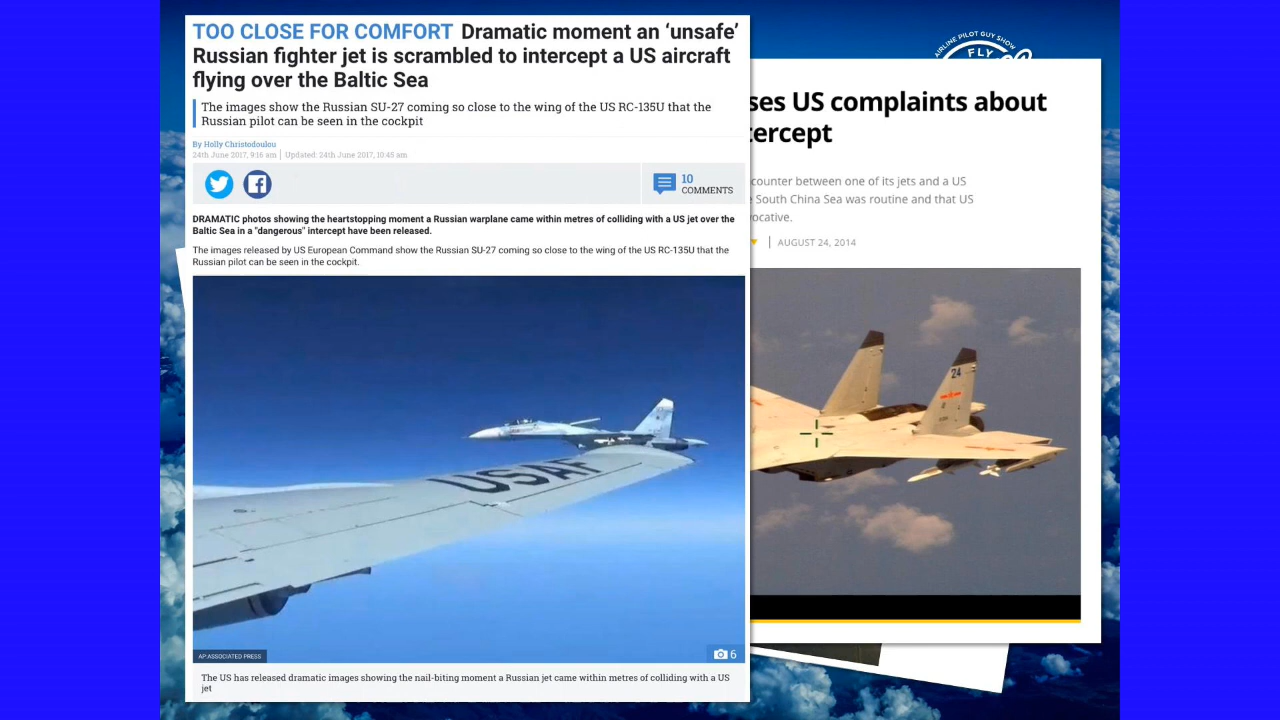 TOO CLOSE FOR COMFORT Dramatic moment an ‘unsafe’
Russian fighter jet is scrambled to intercept a US aircraft
flying over the Baltic Sea
The images show the Russian SU-27 coming so close to the wing of the US RC-135U that the
Russian pilot can be seen in the cockpit
By Holly Christodoulou
24th June 2017, 9:16 am | Updated: 24th June 2017, 10:45 am
10
COMMENTS
DRAMATIC photos showing the heartstopping moment a Russian warplane came within metres of colliding with a US jet over the
Baltic Sea in a "dangerous" intercept have been released.
The images released by US European Command show the Russian SU-27 coming so close to the wing of the US RC-135U that the
Russian pilot can be seen in the cockpit.
USAF
AP:ASSOCIATED PRESS
6
The US has released dramatic images showing the nail-biting moment a Russian jet came within metres of colliding with a US
jet
AIRLINE PILOT GUY SHOW
FLY
ses US complaints about
tercept
counter between one of its jets and a US
South China Sea was routine and that US
vocative.
| AUGUST 24, 2014
24